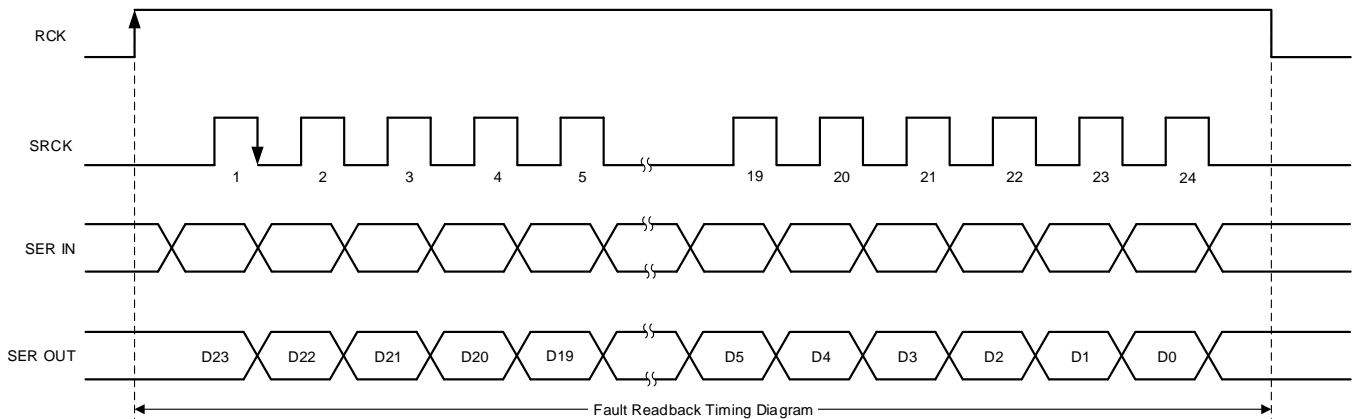 RCK
SRCK
1 2 3 4 5 19 20 21 22 23 24
SER IN
SER OUT D23 D22 D21 D20 D19 D5 D4 D3 D2 D1 D0
Fault Readback Timing Diagram